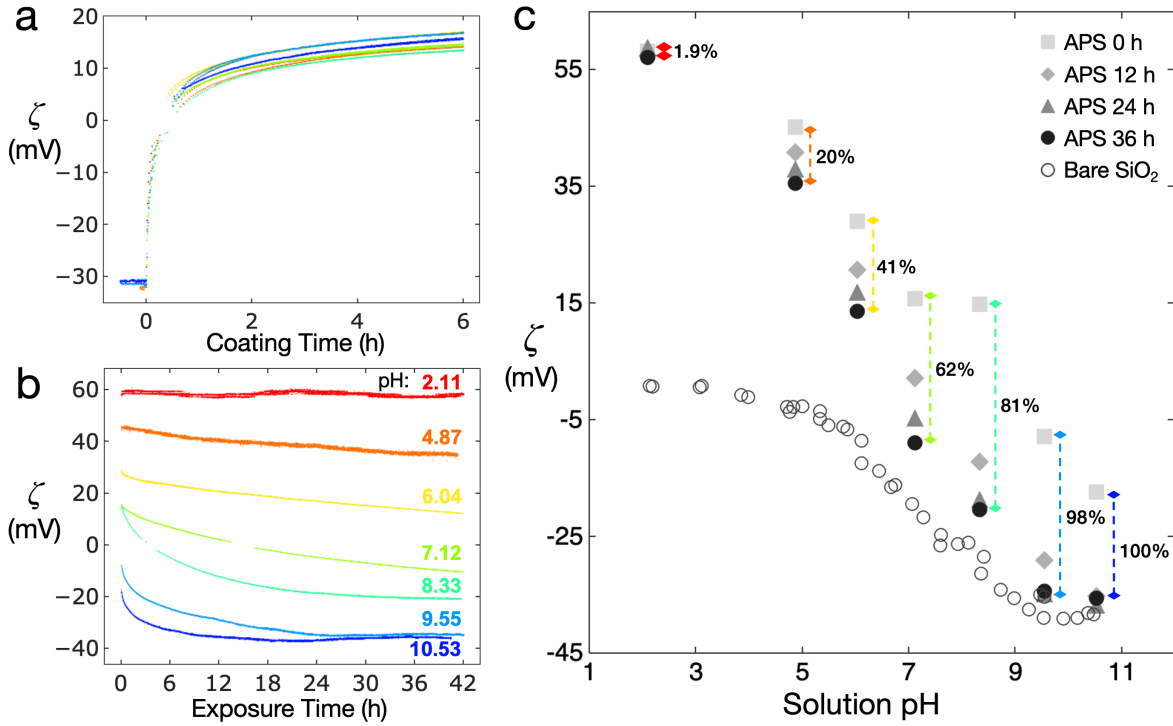 a
20
10
0
−10
−20
−30
ζ
(mV)
0
2
4
6
Coating Time (h)
b
60
40
20
0
−20
−40
ζ
(mV)
pH: 2.11
4.87
6.04
7.12
8.33
9.55
10.53
0
6
12
18
24
30
36
42
Exposure Time (h)
c
55
35
15
-5
-25
-45
ζ
(mV)
1.9%
20%
41%
62%
81%
98%
100%
APS 0 h
APS 12 h
APS 24 h
APS 36 h
Bare SiO₂
1
3
5
7
9
11
Solution pH